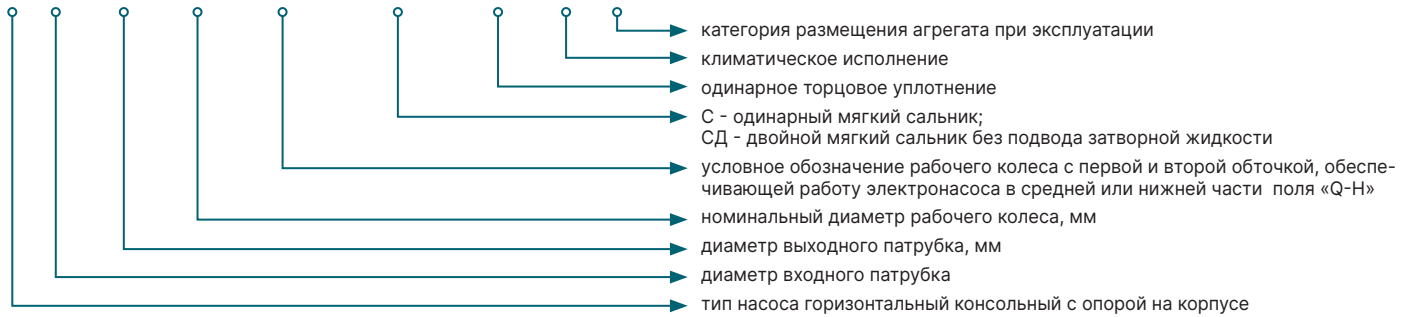 категория размещения агрегата при эксплуатации
климатическое исполнение
одинарное торцовое уплотнение
С - одинарный мягкий сальник;
СД - двойной мягкий сальник без подвода затворной жидкости
условное обозначение рабочего колеса с первой и второй обточкой, обеспе-
чивающей работу электронасоса в средней или нижней части поля «Q-H»
номинальный диаметр рабочего колеса, мм
диаметр выходного патрубка, мм
диаметр входного патрубка
тип насоса горизонтальный консольный с опорой на корпусе